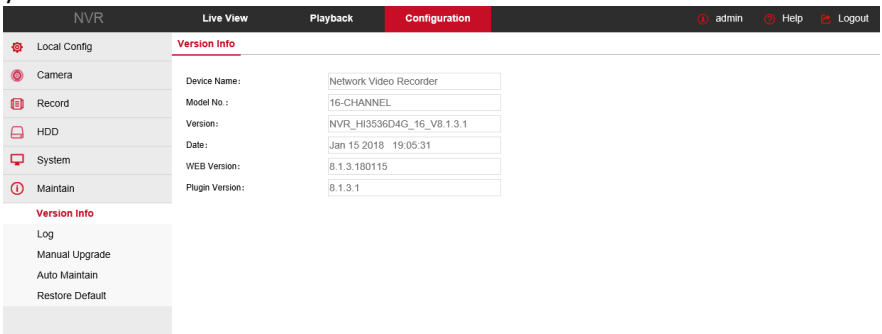 NVR Live View Playback Configuration admin Help Logout
Local Config
Camera
Record
HDD
System
Maintain
Version Info
Log
Manual Upgrade
Auto Maintain
Restore Default
Version Info
Device Name: Network Video Recorder
Model No.: 16-CHANNEL
Version: NVR_HI3536D4G_16_V8.1.3.1
Date: Jan 15 2018 19:05:31
WEB Version: 8.1.3.180115
Plugin Version: 8.1.3.1